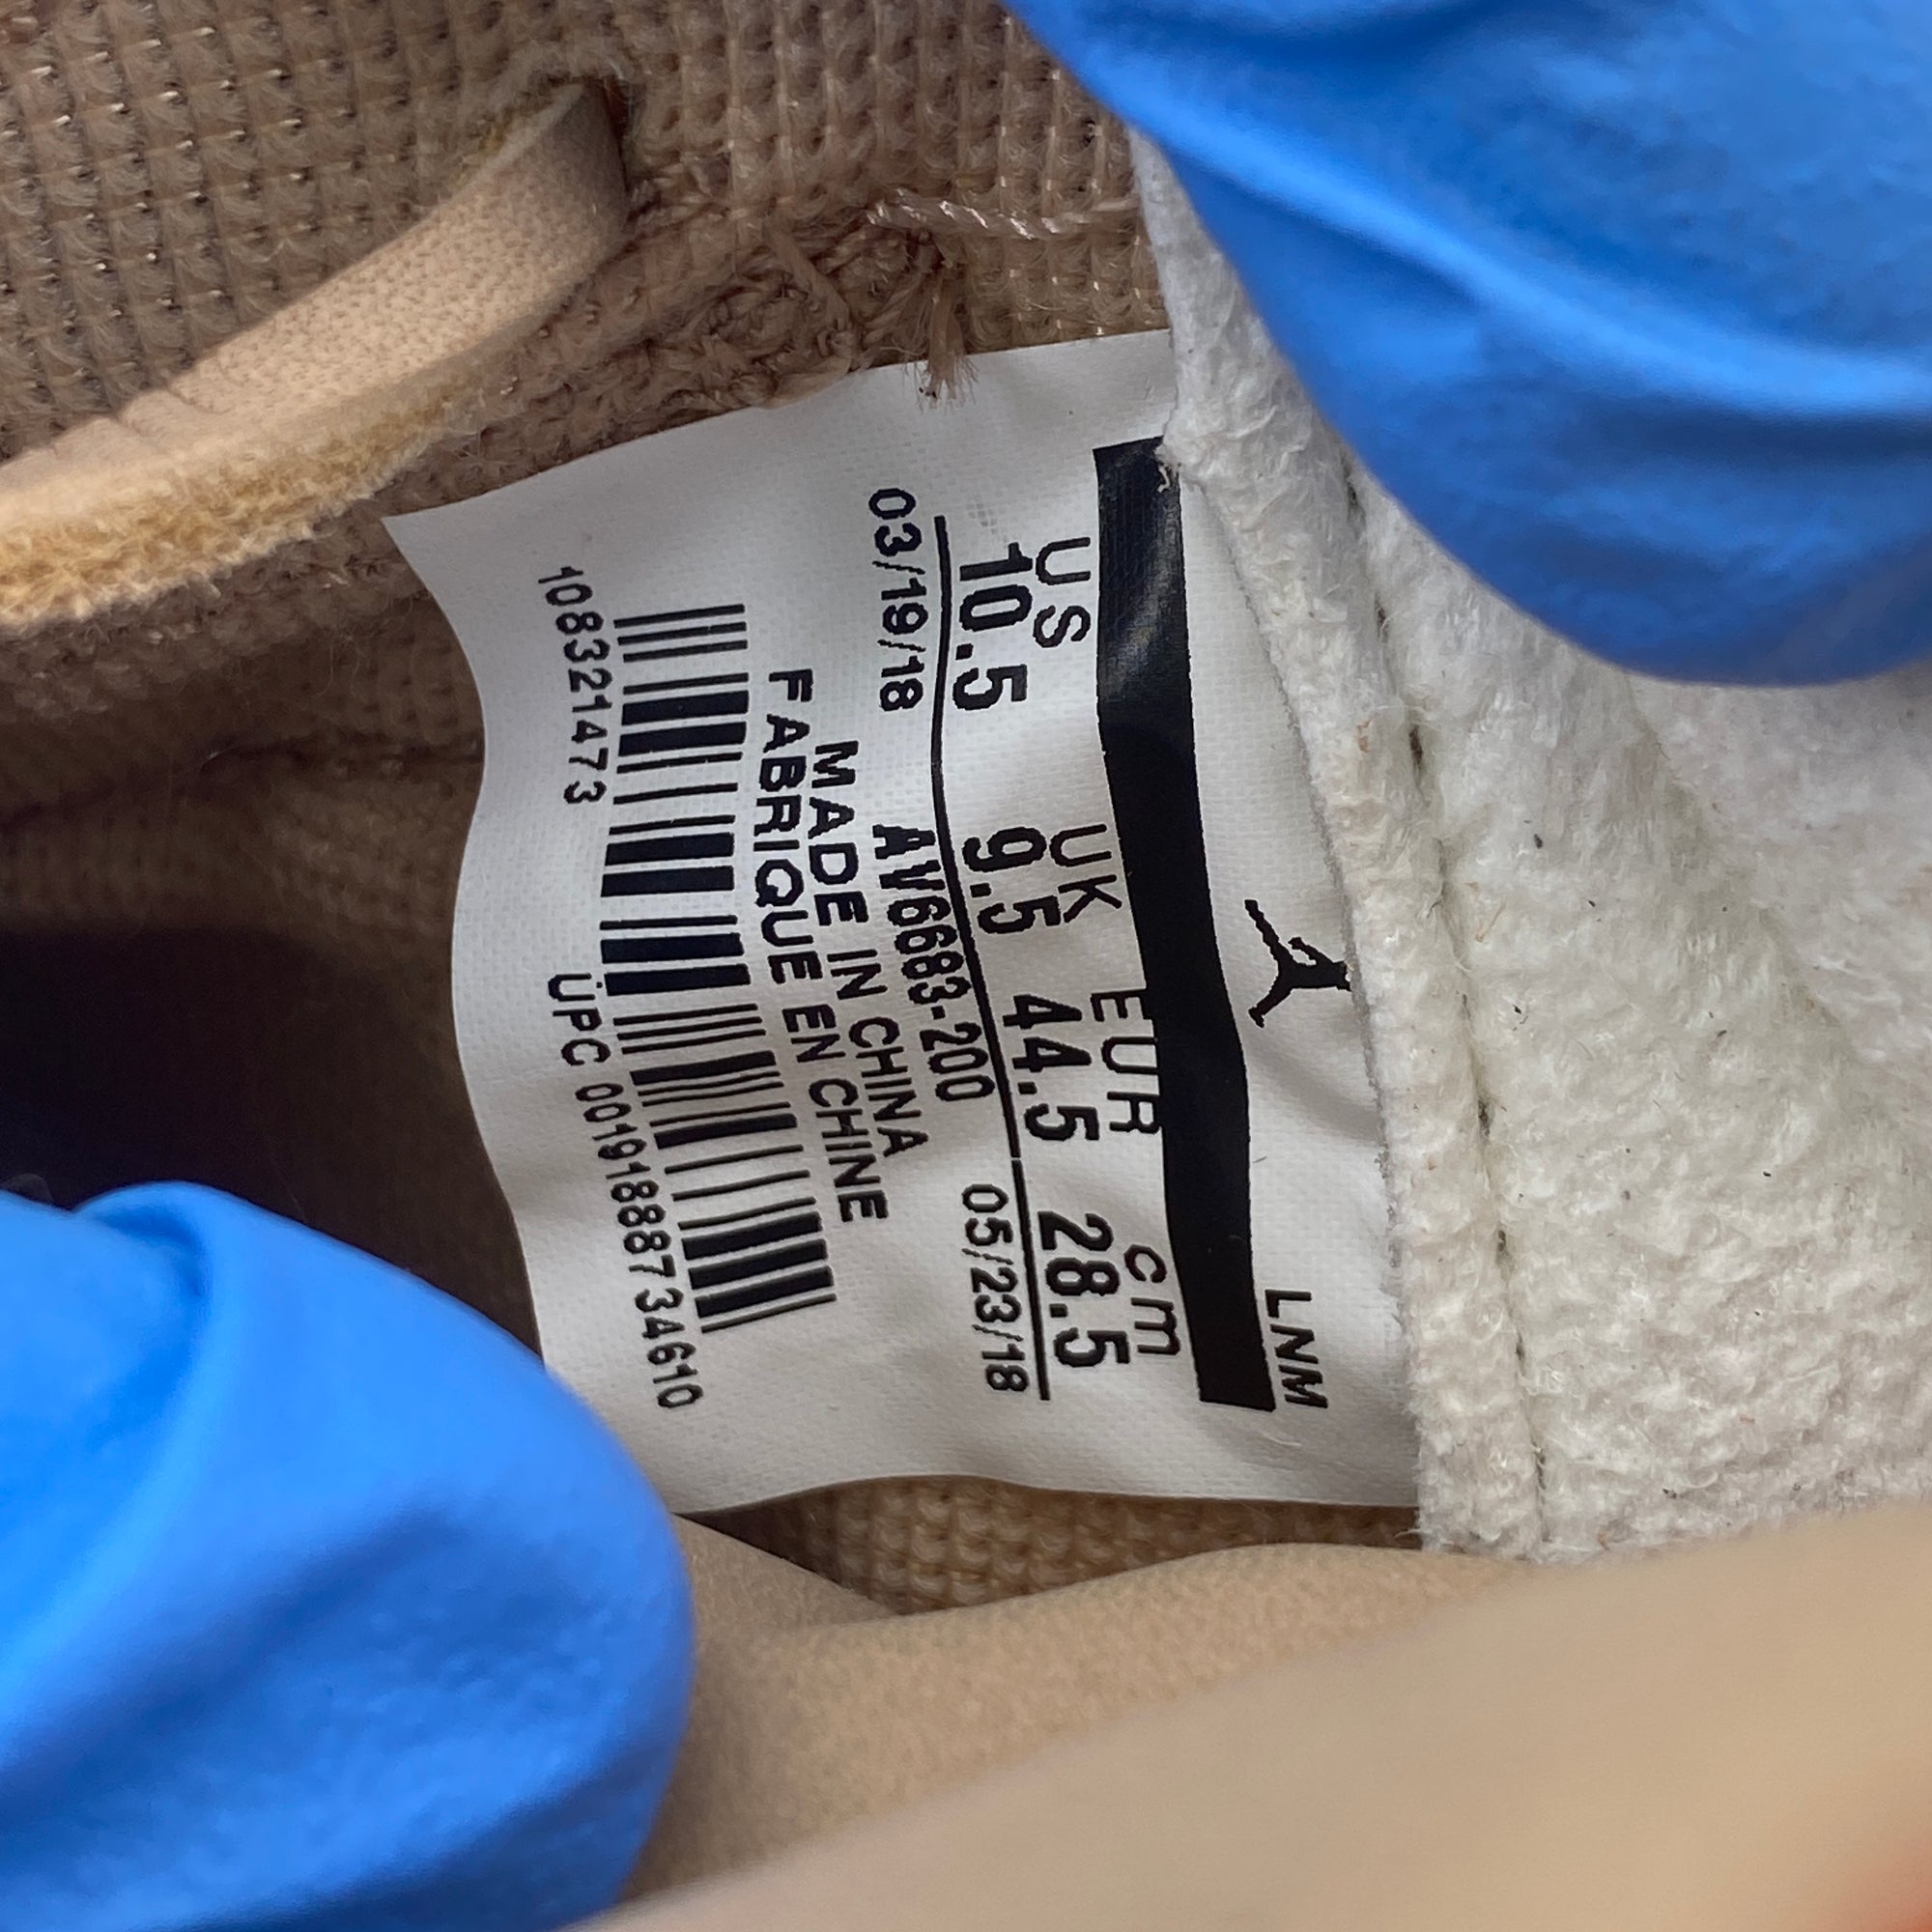 LNM
US UK EUR cm
10.5 9.5 44.5 28.5
03/19/18 AV6683-200 05/23/18
MADE IN CHINA
FABRIQUE EN CHINE
108321473 UPC 00191888734610